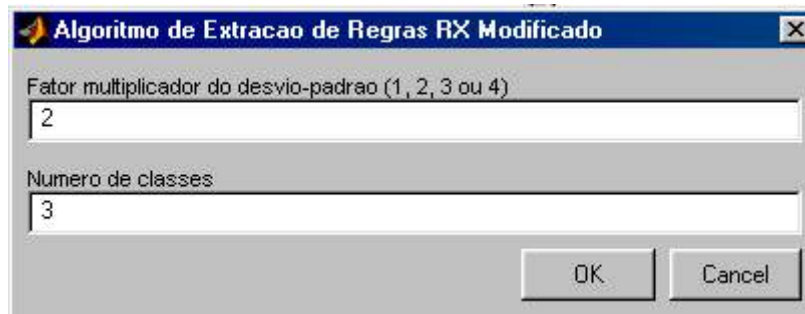 Algoritmo de Extracao de Regras RX Modificado
Fator multiplicador do desvio-padrao (1, 2, 3 ou 4)
2
Numero de classes
3
OK Cancel